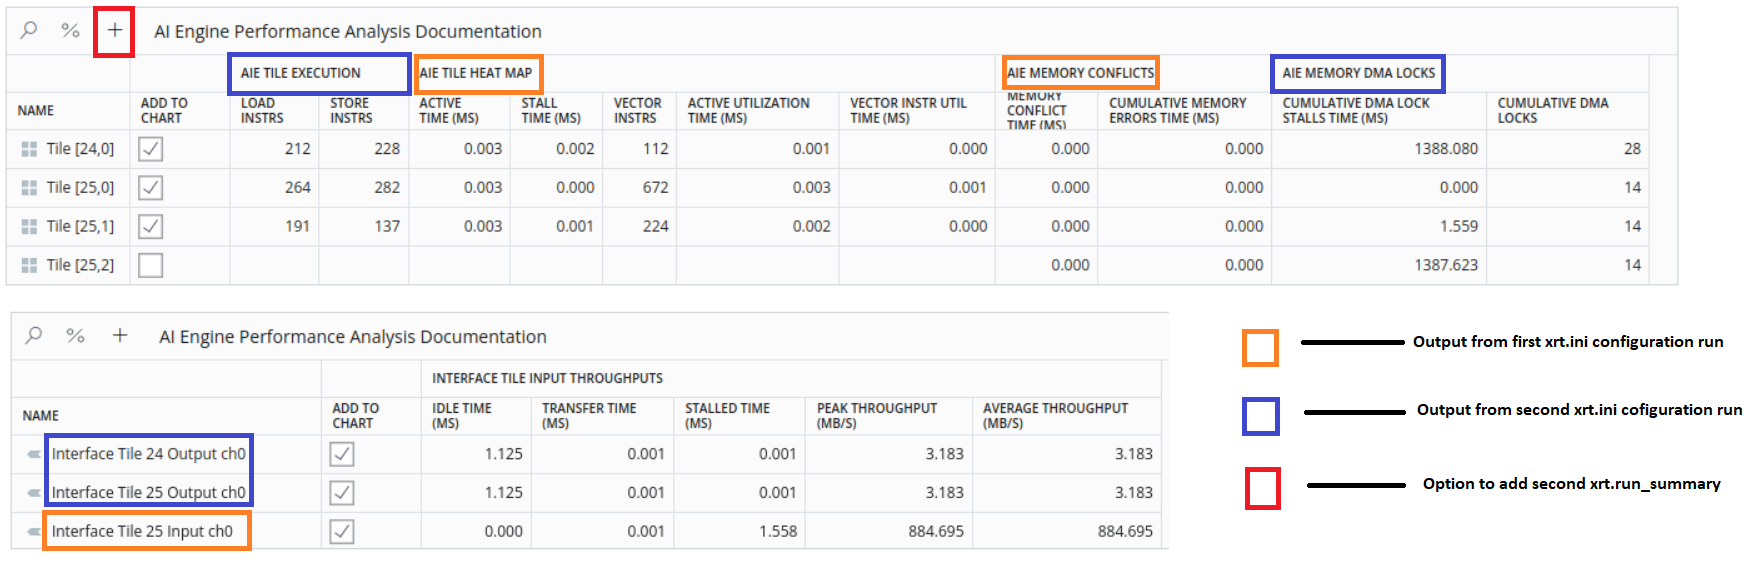 % + AI Engine Performance Analysis Documentation
AIE TILE EXECUTION AIE TILE HEAT MAP AIE MEMORY CONFLICTS AIE MEMORY DMA LOCKS
NAME ADD TO CHART LOAD INSTRS STORE INSTRS ACTIVE TIME (MS) STALL TIME (MS) VECTOR INSTRS ACTIVE UTILIZATION TIME (MS) VECTOR INSTR UTIL TIME (MS) MEMORY CONFLICT TIME (MS) CUMULATIVE MEMORY ERRORS TIME (MS) CUMULATIVE DMA LOCK STALLS TIME (MS) CUMULATIVE DMA LOCKS
Tile [24,0] 212 228 0.003 0.002 112 0.001 0.000 0.000 0.000 1388.080 28
Tile [25,0] 264 282 0.003 0.000 672 0.003 0.001 0.000 0.000 0.000 14
Tile [25,1] 191 137 0.003 0.001 224 0.002 0.000 0.000 0.000 1.559 14
Tile [25,2] 0.000 0.000 1387.623 14
% + AI Engine Performance Analysis Documentation
INTERFACE TILE INPUT THROUGHPUTS
NAME ADD TO CHART IDLE TIME (MS) TRANSFER TIME (MS) STALLED TIME (MS) PEAK THROUGHPUT (MB/S) AVERAGE THROUGHPUT (MB/S)
Interface Tile 24 Output ch0 1.125 0.001 0.001 3.183 3.183
Interface Tile 25 Output ch0 1.125 0.001 0.001 3.183 3.183
Interface Tile 25 Input ch0 0.000 0.001 1.558 884.695 884.695
Output from first xrt.ini configuration run
Output from second xrt.ini cofiguration run
Option to add second xrt.run_summary